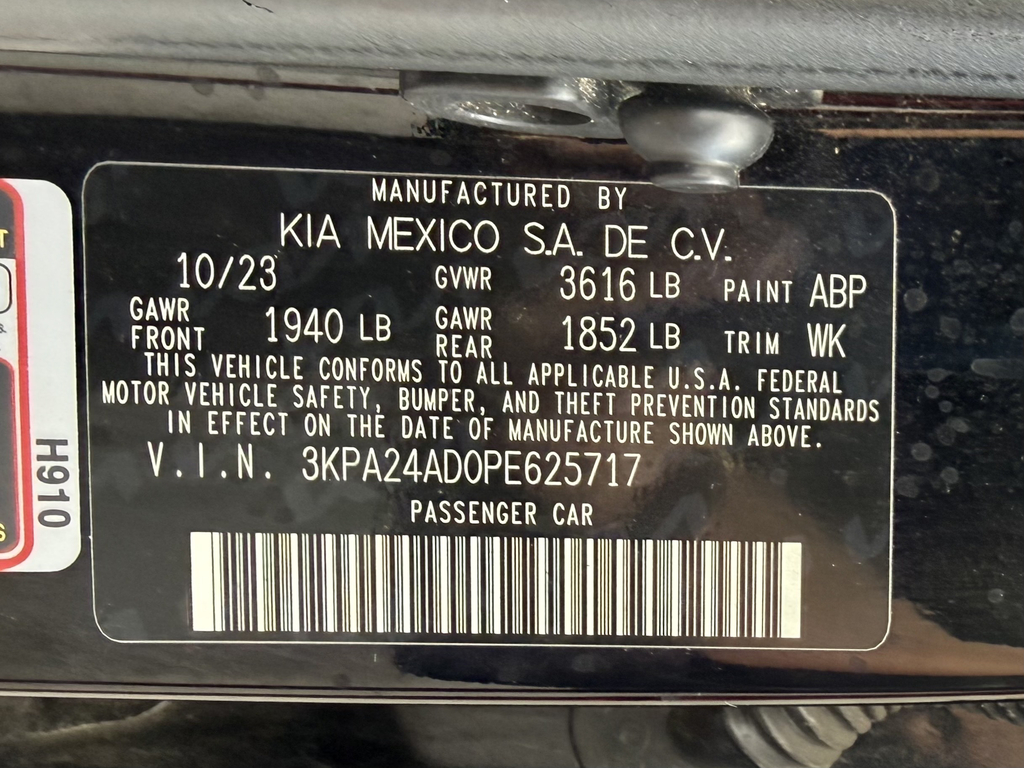 MANUFACTURED BY
KIA MEXICO S.A. DE C.V.
10/23 GVWR 3616 LB PAINT ABP
GAWR FRONT 1940 LB GAWR REAR 1852 LB TRIM WK
THIS VEHICLE CONFORMS TO ALL APPLICABLE U.S.A. FEDERAL
MOTOR VEHICLE SAFETY, BUMPER, AND THEFT PREVENTION STANDARDS
IN EFFECT ON THE DATE OF MANUFACTURE SHOWN ABOVE.
V.I.N. 3KPA24AD0PE625717
PASSENGER CAR
H910